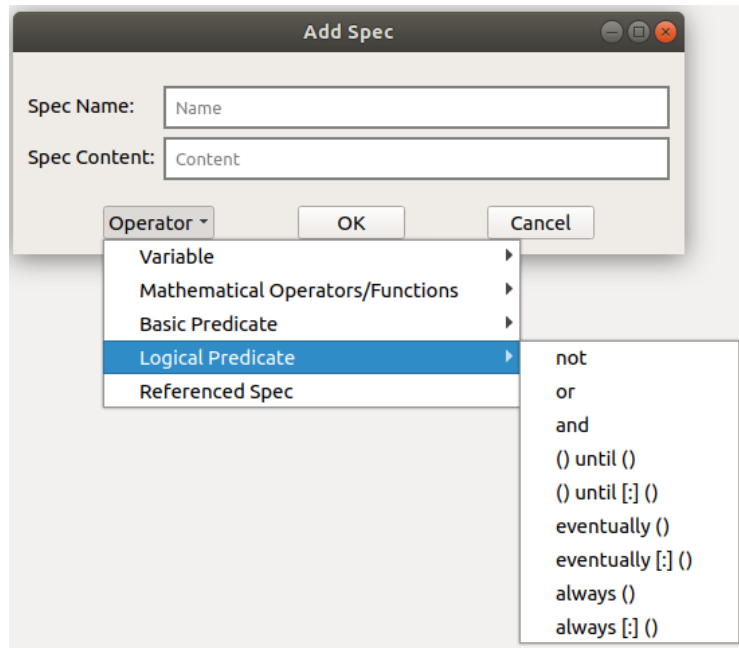 Add Spec
Spec Name:
Name
Spec Content:
Content
Operator
OK
Cancel
Variable
Mathematical Operators/Functions
Basic Predicate
Logical Predicate
Referenced Spec
not
or
and
() until ()
() until [:] ()
eventually ()
eventually [:] ()
always ()
always [:] ()